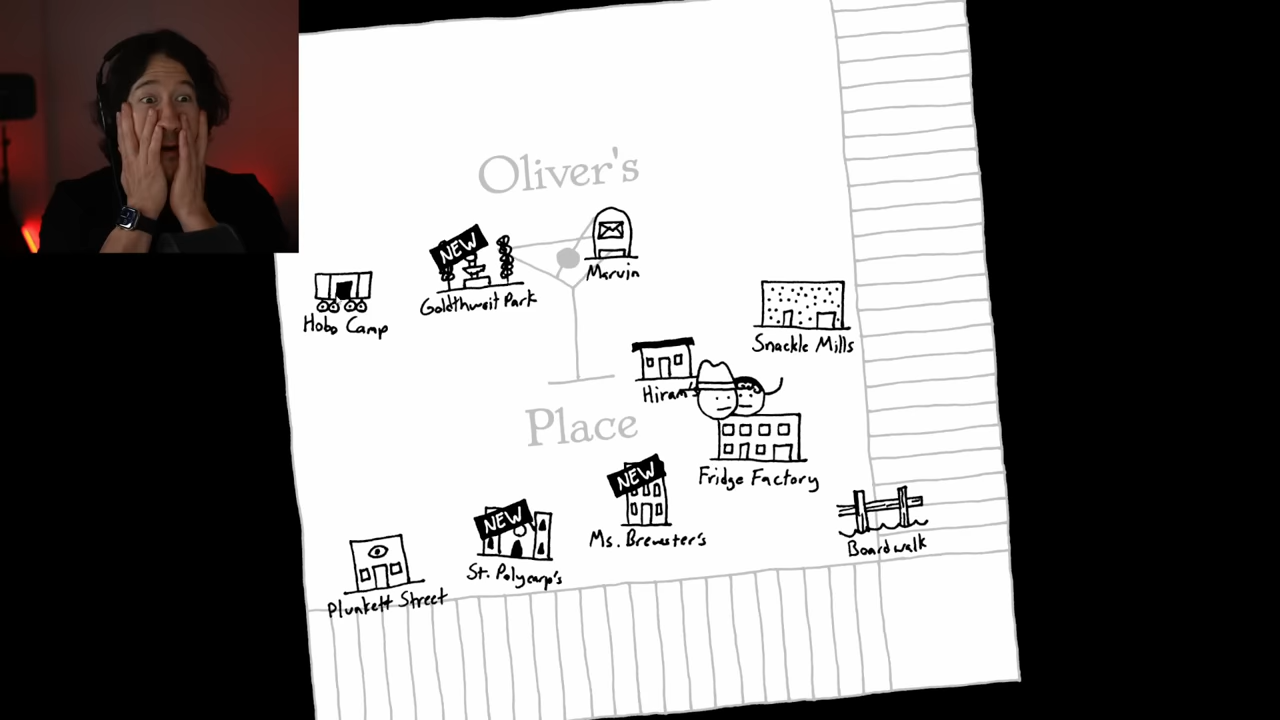 Oliver's
NEW
Goldthwait Park
Marvin
Hobo Camp
Snackle Mills
Hiram's
Place
Fridge Factory
NEW
Ms. Brewster's
NEW
St. Polycarp's
Boardwalk
Plunkett Street